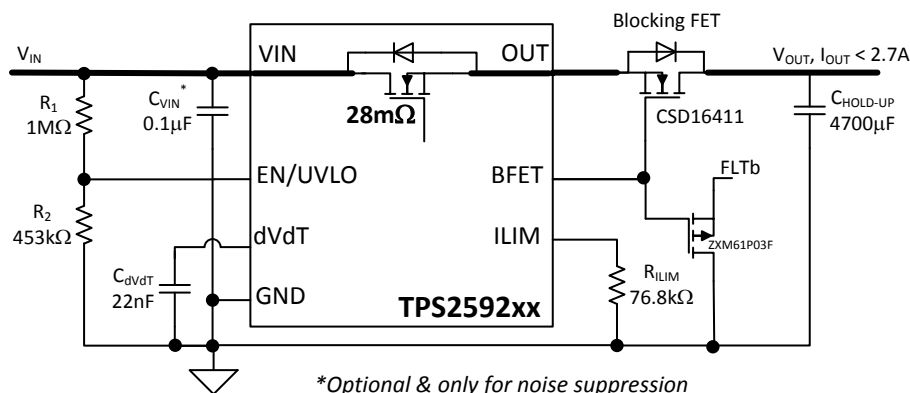 Blocking FET
VIN
VIN
OUT
VOUT, IOUT < 2.7A
R1
1MΩ
CVIN*
0.1µF
28mΩ
CSD16411
CHOLD-UP
4700µF
EN/UVLO
BFET
FLTb
R2
453kΩ
dVdT
ILIM
ZXM61P03F
CdVdT
22nF
GND
RILIM
76.8kΩ
TPS2592xx
*Optional & only for noise suppression